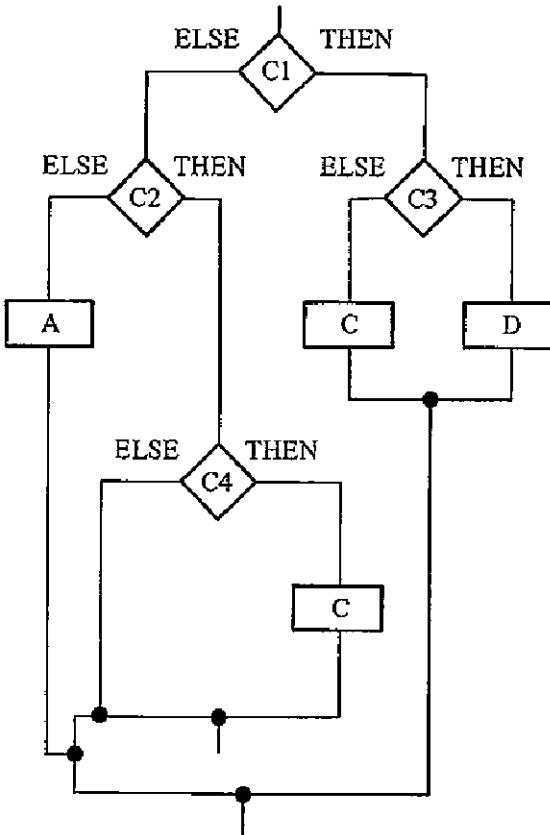 ELSE THEN
C1
ELSE THEN
C2
ELSE THEN
C3
A
C
D
ELSE THEN
C4
C